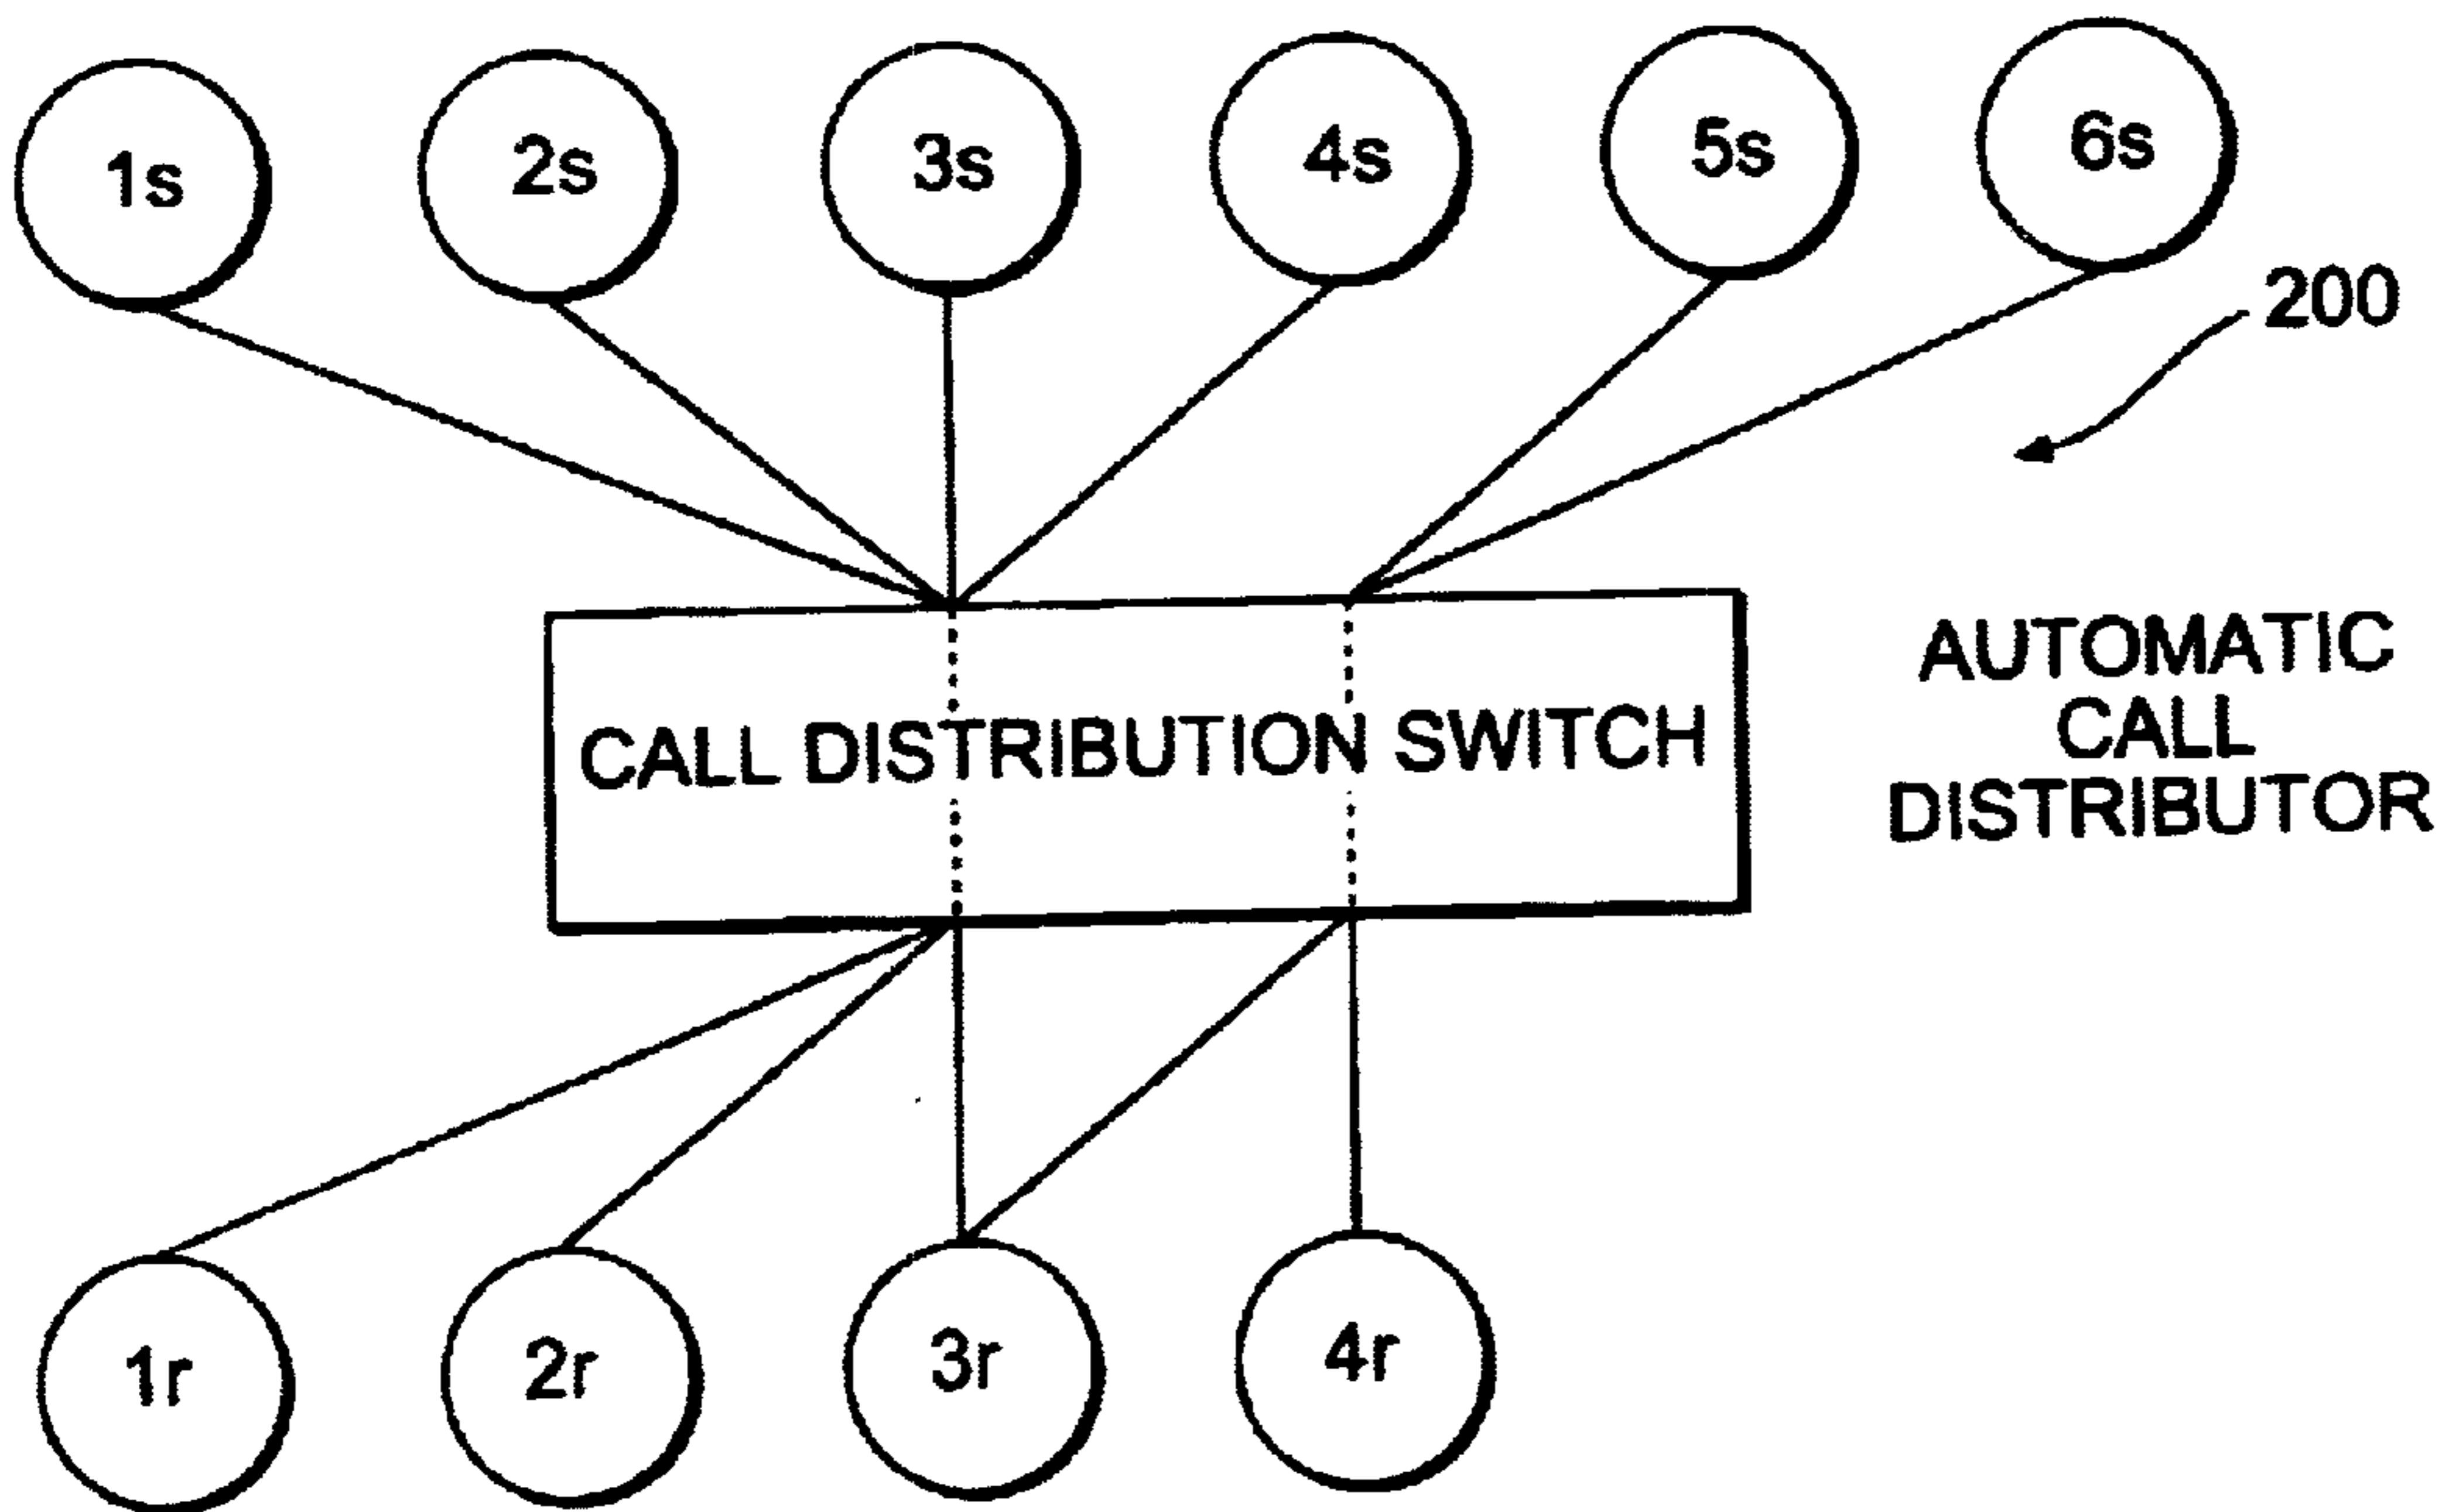 1s
2s
3s
4s
5s
6s
200
CALL DISTRIBUTION SWITCH
AUTOMATIC
CALL
DISTRIBUTOR
1r
2r
3r
4r